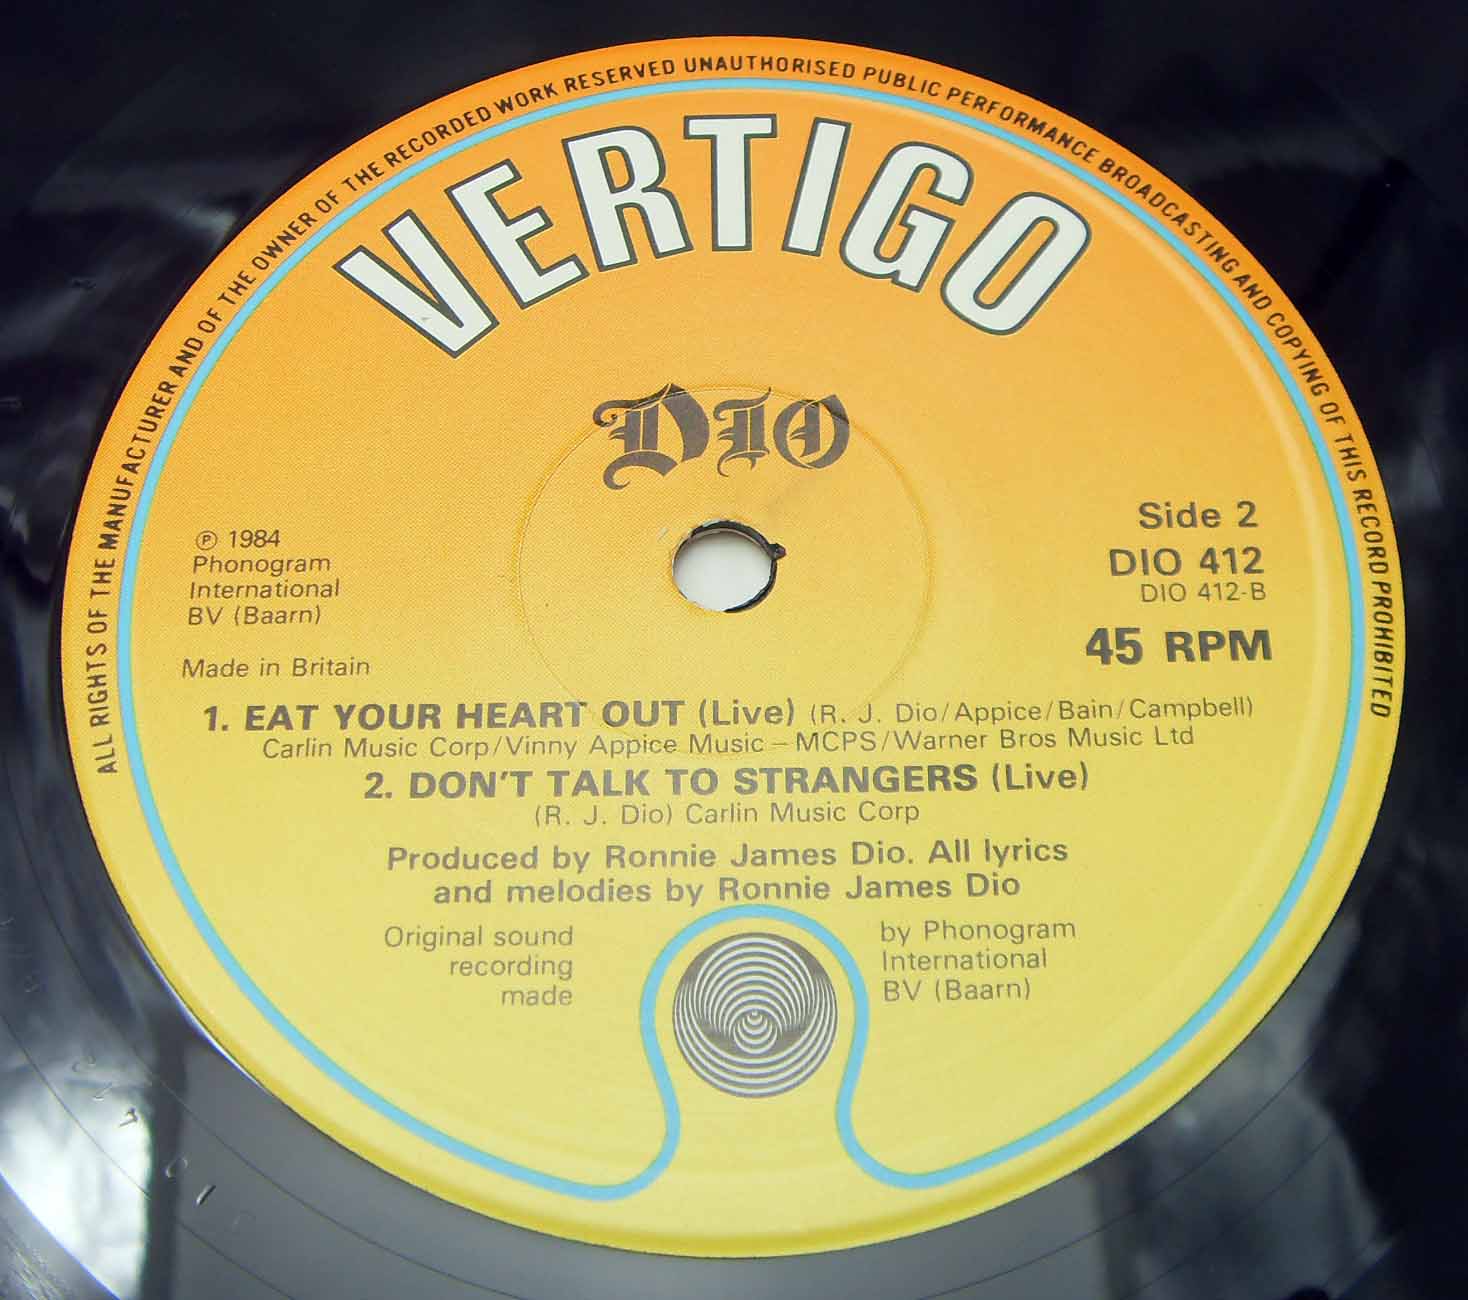 ALL RIGHTS OF THE MANUFACTURER AND OF THE OWNER OF THE RECORDED WORK RESERVED UNAUTHORISED PUBLIC PERFORMANCE BROADCASTING AND COPYING OF THIS RECORD PROHIBITED
VERTIGO
DIO
℗ 1984
Phonogram
International
BV (Baarn)
Made in Britain
Side 2
DIO 412
DIO 412-B
45 RPM
1. EAT YOUR HEART OUT (Live) (R. J. Dio/Appice/Bain/Campbell)
Carlin Music Corp/Vinny Appice Music – MCPS/Warner Bros Music Ltd
2. DON'T TALK TO STRANGERS (Live)
(R. J. Dio) Carlin Music Corp
Produced by Ronnie James Dio. All lyrics
and melodies by Ronnie James Dio
Original sound
recording
made
by Phonogram
International
BV (Baarn)